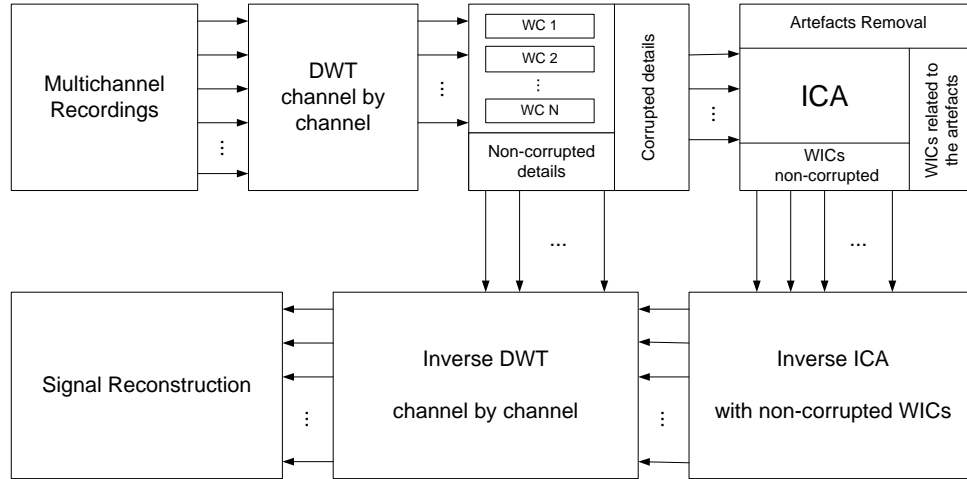 Multichannel
Recordings
...
DWT
channel by
channel
...
WC 1
WC 2
...
WC N
Non-corrupted
details
Corrupted details
...
Artefacts Removal
ICA
WICs
non-corrupted
WICs related to
the artefacts
...
...
Signal Reconstruction
...
Inverse DWT
channel by channel
...
Inverse ICA
with non-corrupted WICs